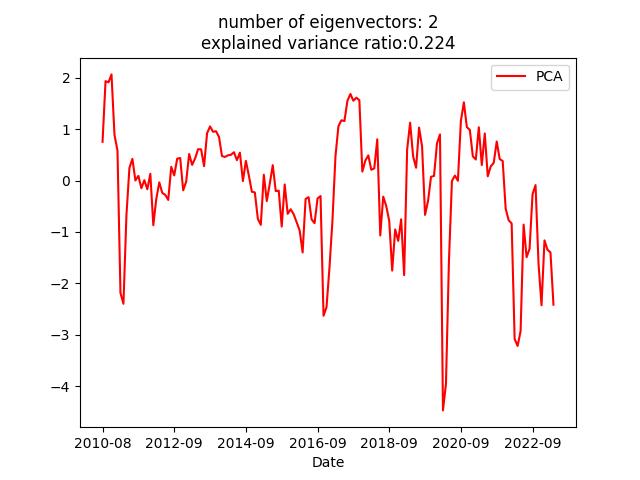 number of eigenvectors: 2
explained variance ratio:0.224
PCA
2
1
0
−1
−2
−3
−4
2010-08 2012-09 2014-09 2016-09 2018-09 2020-09 2022-09
Date